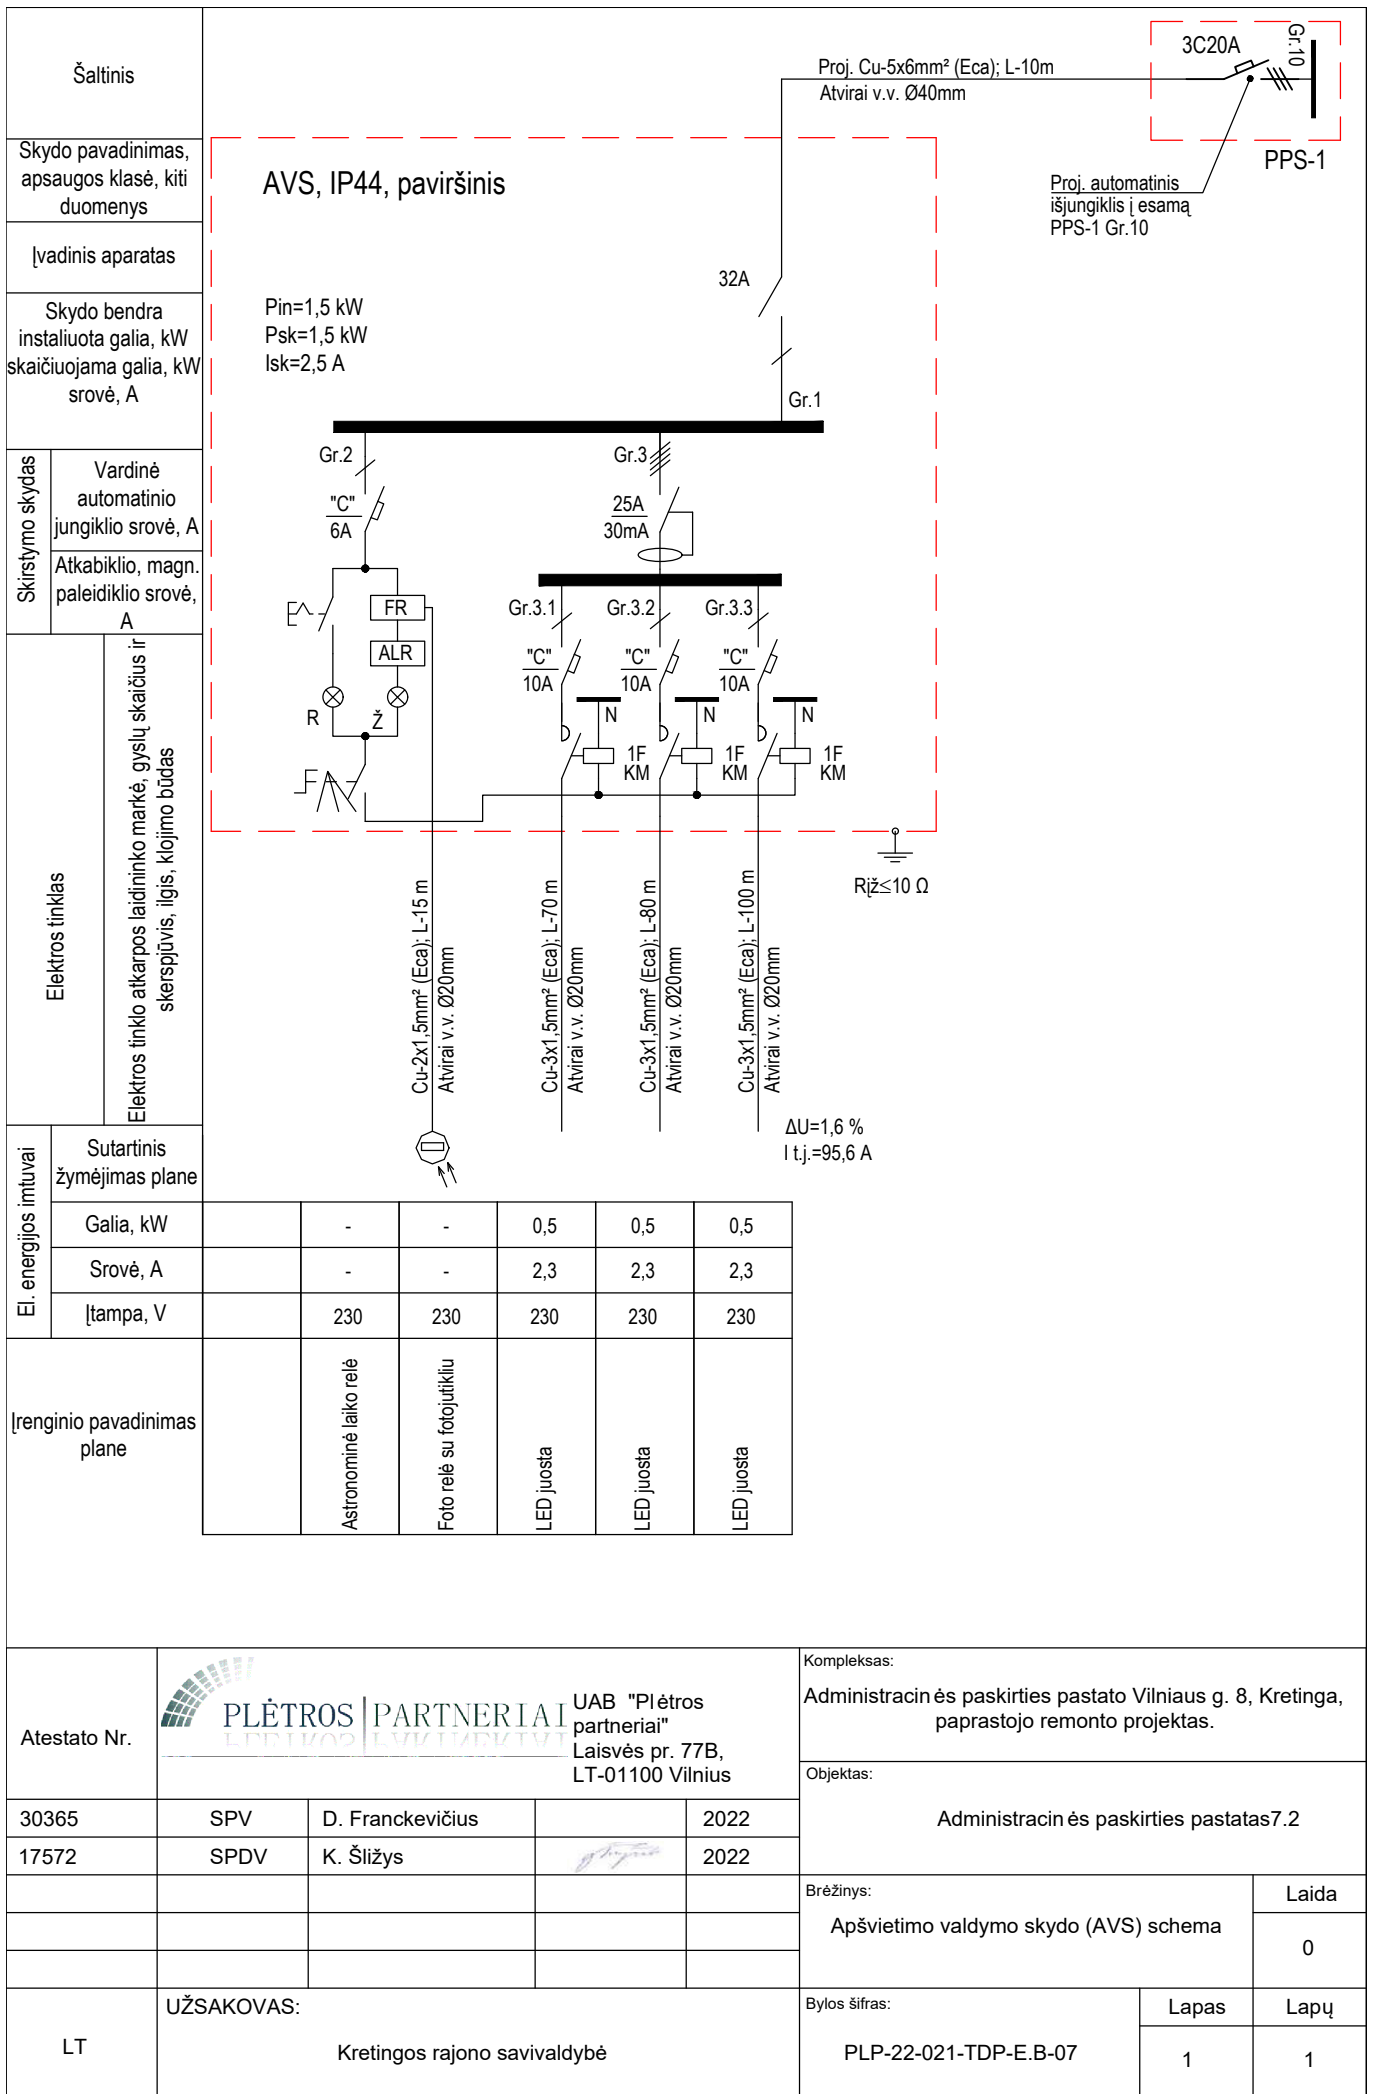 Šaltinis
Skydo pavadinimas,
apsaugos klasė, kiti
duomenys
Įvadinis aparatas
Skydo bendra
instaliuota galia, kW
skaičiuojama galia, kW
srovė, A
Skirstymo skydas
Vardinė
automatinio
jungiklio srovė, A
Atkabiklio, magn.
paleidiklio srovė,
A
Elektros tinklas
Elektros tinklo atkarpos laidininko markė, gyslų skaičius ir
skerspjūvis, ilgis, klojimo būdas
El. energijos imtuvai
Sutartinis
žymėjimas plane
Galia, kW
Srovė, A
Įtampa, V
Įrenginio pavadinimas
plane
Proj. Cu-5x6mm² (Eca); L-10m
Atvirai v.v. Ø40mm
3C20A
Gr.10
PPS-1
Proj. automatinis
išjungiklis į esamą
PPS-1 Gr.10
AVS, IP44, paviršinis
32A
Pin=1,5 kW
Psk=1,5 kW
Isk=2,5 A
Gr.1
Gr.2
Gr.3
"C"
6A
25A
30mA
FR
ALR
R
Ž
Gr.3.1
Gr.3.2
Gr.3.3
"C"
10A
"C"
10A
"C"
10A
N
N
N
1F
KM
1F
KM
1F
KM
Rįž≤10 Ω
Cu-2x1,5mm² (Eca); L-15 m
Atvirai v.v. Ø20mm
Cu-3x1,5mm² (Eca); L-70 m
Atvirai v.v. Ø20mm
Cu-3x1,5mm² (Eca); L-80 m
Atvirai v.v. Ø20mm
Cu-3x1,5mm² (Eca); L-100 m
Atvirai v.v. Ø20mm
ΔU=1,6 %
I t.j.=95,6 A
- - 0,5 0,5 0,5
- - 2,3 2,3 2,3
230 230 230 230 230
Astronominė laiko relė
Foto relė su fotojutikliu
LED juosta
LED juosta
LED juosta
Atestato Nr.
PLĖTROS PARTNERIAI
UAB "Plėtros
partneriai"
Laisvės pr. 77B,
LT-01100 Vilnius
Kompleksas:
Administracinės paskirties pastato Vilniaus g. 8, Kretinga,
paprastojo remonto projektas.
Objektas:
Administracinės paskirties pastatas7.2
30365 SPV D. Franckevičius 2022
17572 SPDV K. Šližys 2022
Brėžinys:
Apšvietimo valdymo skydo (AVS) schema
Laida
0
LT
UŽSAKOVAS:
Kretingos rajono savivaldybė
Bylos šifras:
PLP-22-021-TDP-E.B-07
Lapas
1
Lapų
1